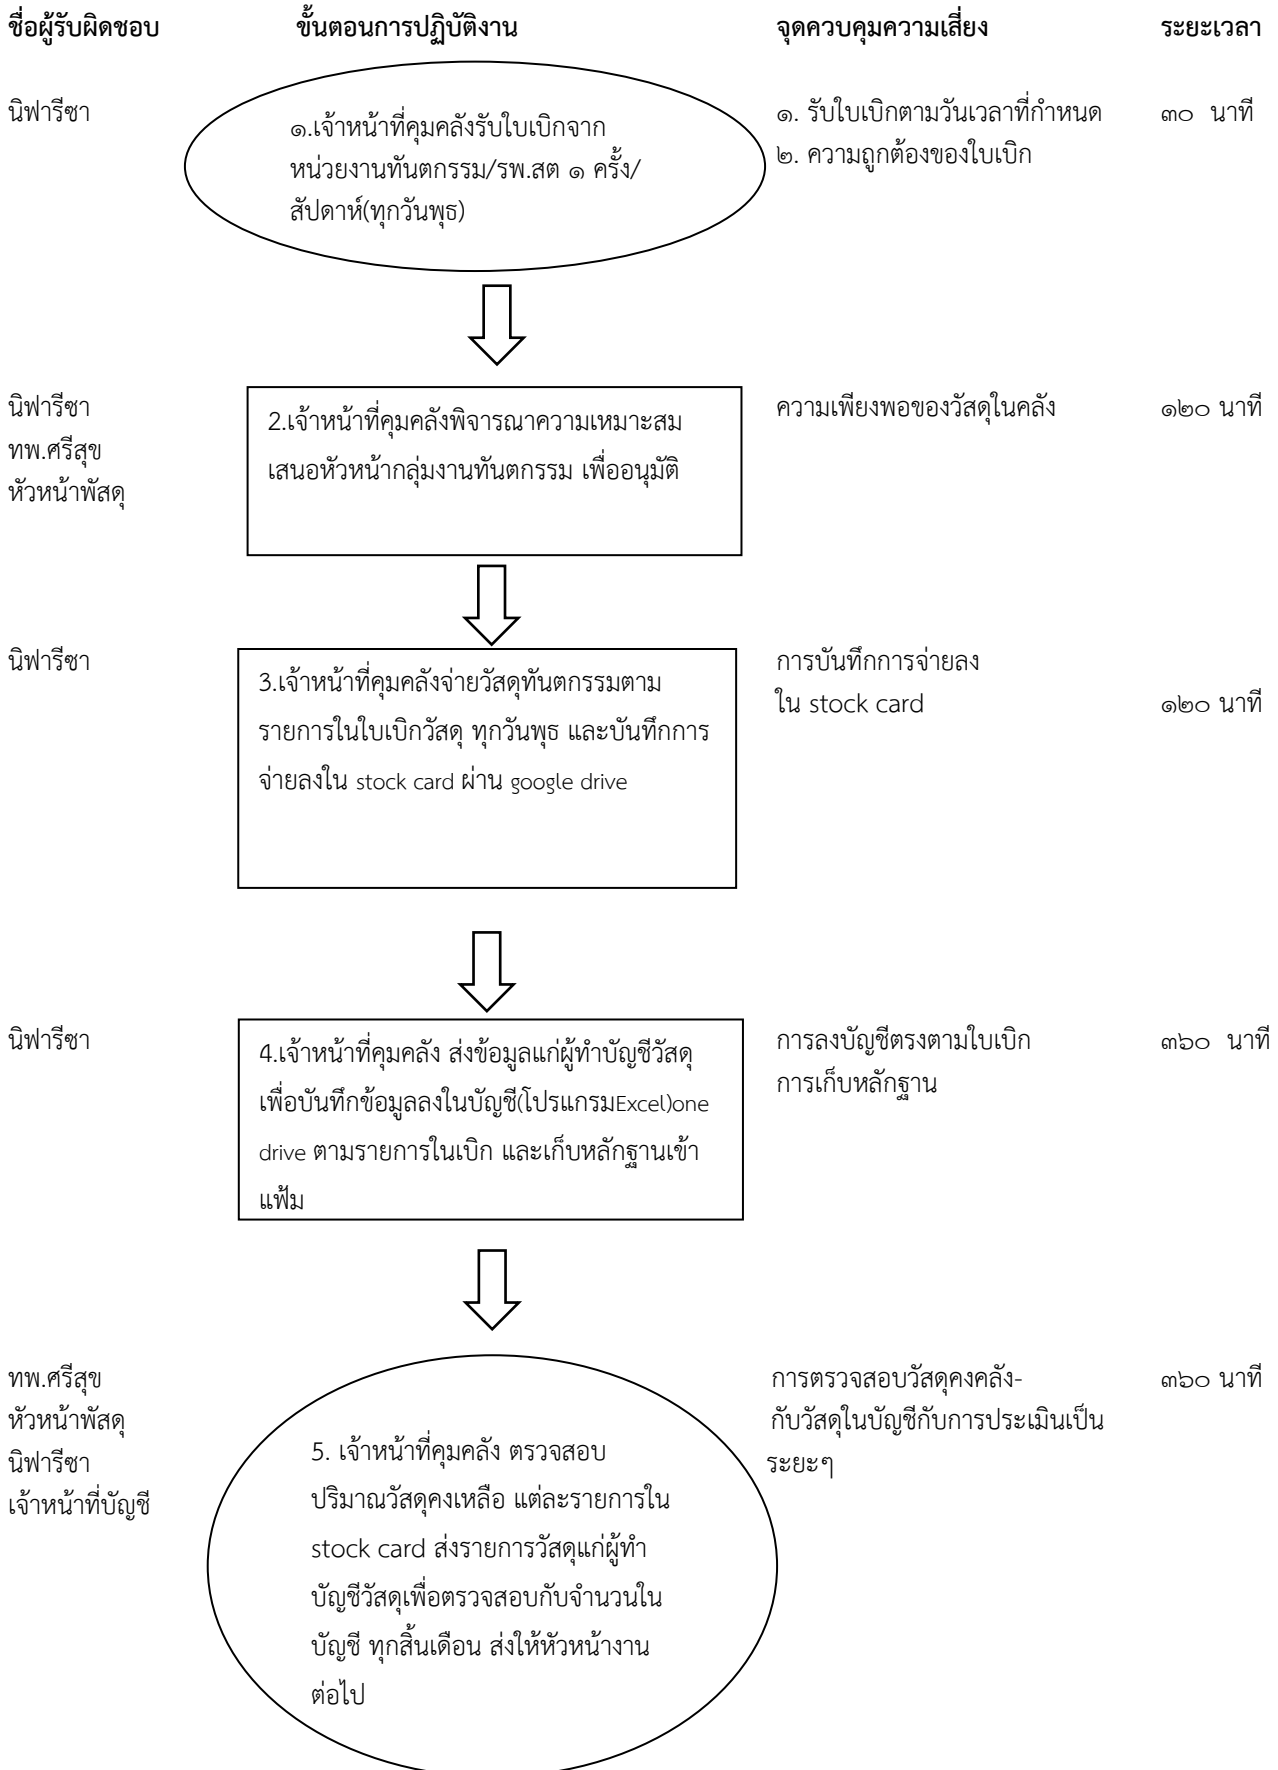 ชื่อผู้รับผิดชอบ ขั้นตอนการปฏิบัติงาน จุดควบคุมความเสี่ยง ระยะเวลา
นิฟารีซา
๑.เจ้าหน้าที่คุมคลังรับใบเบิกจาก
หน่วยงานทันตกรรม/รพ.สต ๑ ครั้ง/
สัปดาห์(ทุกวันพุธ)
๑. รับใบเบิกตามวันเวลาที่กำหนด
๒. ความถูกต้องของใบเบิก
๓๐ นาที
นิฟารีซา
ทพ.ศรีสุข
หัวหน้าพัสดุ
2.เจ้าหน้าที่คุมคลังพิจารณาความเหมาะสม
เสนอหัวหน้ากลุ่มงานทันตกรรม เพื่ออนุมัติ
ความเพียงพอของวัสดุในคลัง
๑๒๐ นาที
นิฟารีซา
3.เจ้าหน้าที่คุมคลังจ่ายวัสดุทันตกรรมตาม
รายการในใบเบิกวัสดุ ทุกวันพุธ และบันทึกการ
จ่ายลงใน stock card ผ่าน google drive
การบันทึกการจ่ายลง
ใน stock card
๑๒๐ นาที
นิฟารีซา
4.เจ้าหน้าที่คุมคลัง ส่งข้อมูลแก่ผู้ทำบัญชีวัสดุ
เพื่อบันทึกข้อมูลลงในบัญชี(โปรแกรมExcel)one
drive ตามรายการในเบิก และเก็บหลักฐานเข้า
แฟ้ม
การลงบัญชีตรงตามใบเบิก
การเก็บหลักฐาน
๓๖๐ นาที
ทพ.ศรีสุข
หัวหน้าพัสดุ
นิฟารีซา
เจ้าหน้าที่บัญชี
5. เจ้าหน้าที่คุมคลัง ตรวจสอบ
ปริมาณวัสดุคงเหลือ แต่ละรายการใน
stock card ส่งรายการวัสดุแก่ผู้ทำ
บัญชีวัสดุเพื่อตรวจสอบกับจำนวนใน
บัญชี ทุกสิ้นเดือน ส่งให้หัวหน้างาน
ต่อไป
การตรวจสอบวัสดุคงคลัง-
กับวัสดุในบัญชีกับการประเมินเป็น
ระยะๆ
๓๖๐ นาที